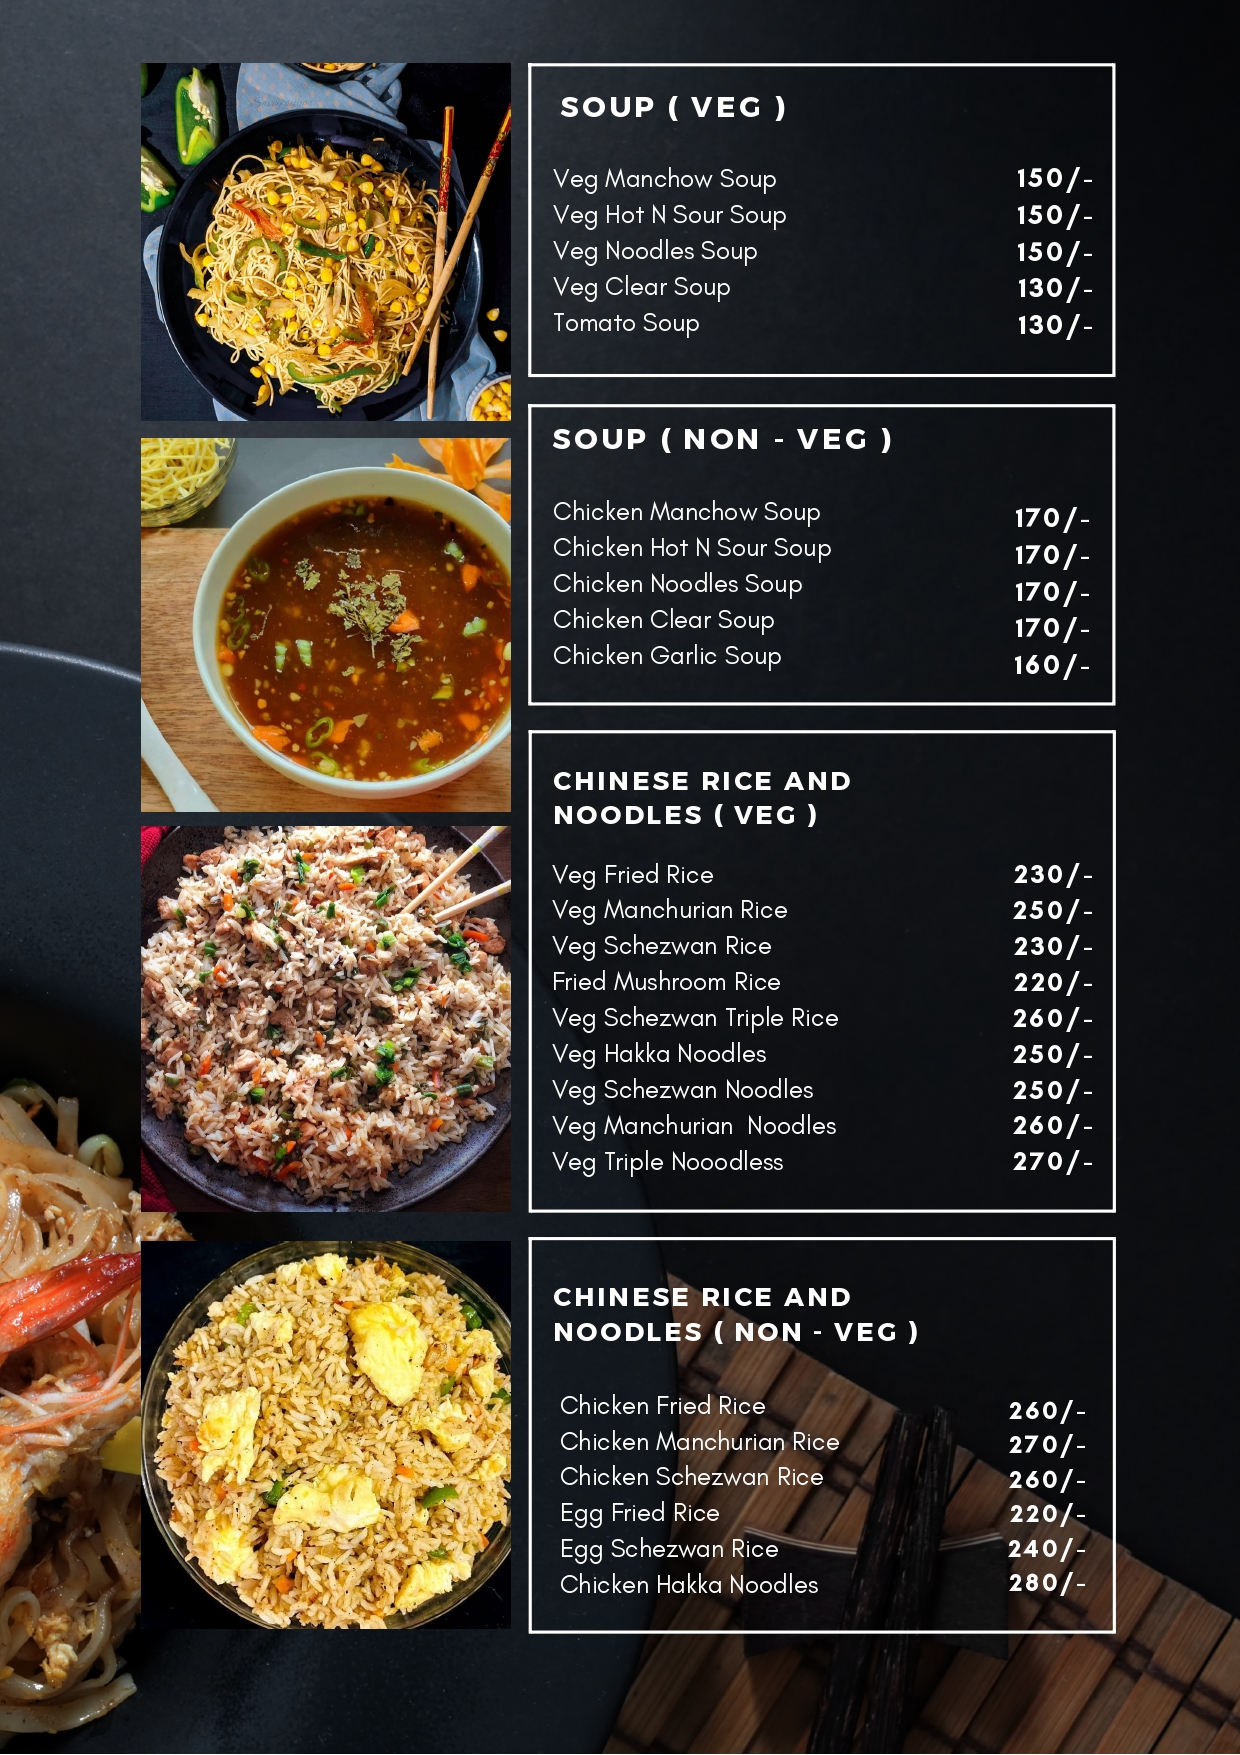 SOUP ( VEG )
Veg Manchow Soup 150/-
Veg Hot N Sour Soup 150/-
Veg Noodles Soup 150/-
Veg Clear Soup 130/-
Tomato Soup 130/-
SOUP ( NON - VEG )
Chicken Manchow Soup 170/-
Chicken Hot N Sour Soup 170/-
Chicken Noodles Soup 170/-
Chicken Clear Soup 170/-
Chicken Garlic Soup 160/-
CHINESE RICE AND
NOODLES ( VEG )
Veg Fried Rice 230/-
Veg Manchurian Rice 250/-
Veg Schezwan Rice 230/-
Fried Mushroom Rice 220/-
Veg Schezwan Triple Rice 260/-
Veg Hakka Noodles 250/-
Veg Schezwan Noodles 250/-
Veg Manchurian  Noodles 260/-
Veg Triple Nooodless 270/-
CHINESE RICE AND
NOODLES ( NON - VEG )
Chicken Fried Rice 260/-
Chicken Manchurian Rice 270/-
Chicken Schezwan Rice 260/-
Egg Fried Rice 220/-
Egg Schezwan Rice 240/-
Chicken Hakka Noodles 280/-